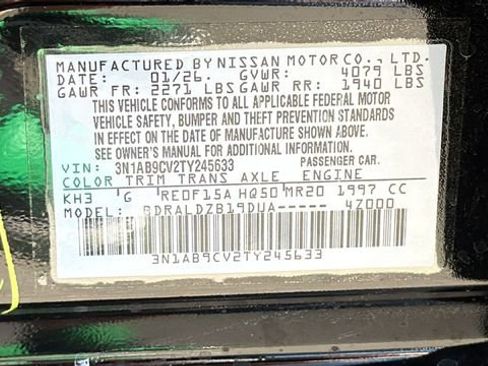 MANUFACTURED BY NISSAN MOTOR CO., LTD.
DATE: 01/26. GVWR: 4079 LBS
GAWR FR: 2271 LBS GAWR RR: 1940 LBS
THIS VEHICLE CONFORMS TO ALL APPLICABLE FEDERAL MOTOR
VEHICLE SAFETY, BUMPER AND THEFT PREVENTION STANDARDS
IN EFFECT ON THE DATE OF MANUFACTURE SHOWN ABOVE.
SEE OWNER'S MANUAL FOR ADDITIONAL INFORMATION.
VIN: 3N1AB9CV2TY245633 PASSENGER CAR.
COLOR TRIM TRANS AXLE ENGINE
KH3 'G 'RE0F15A HQ50 MR20 1997 CC
MODEL: BDRALDZB19DUA----- 4Z000
3N1AB9CV2TY245633